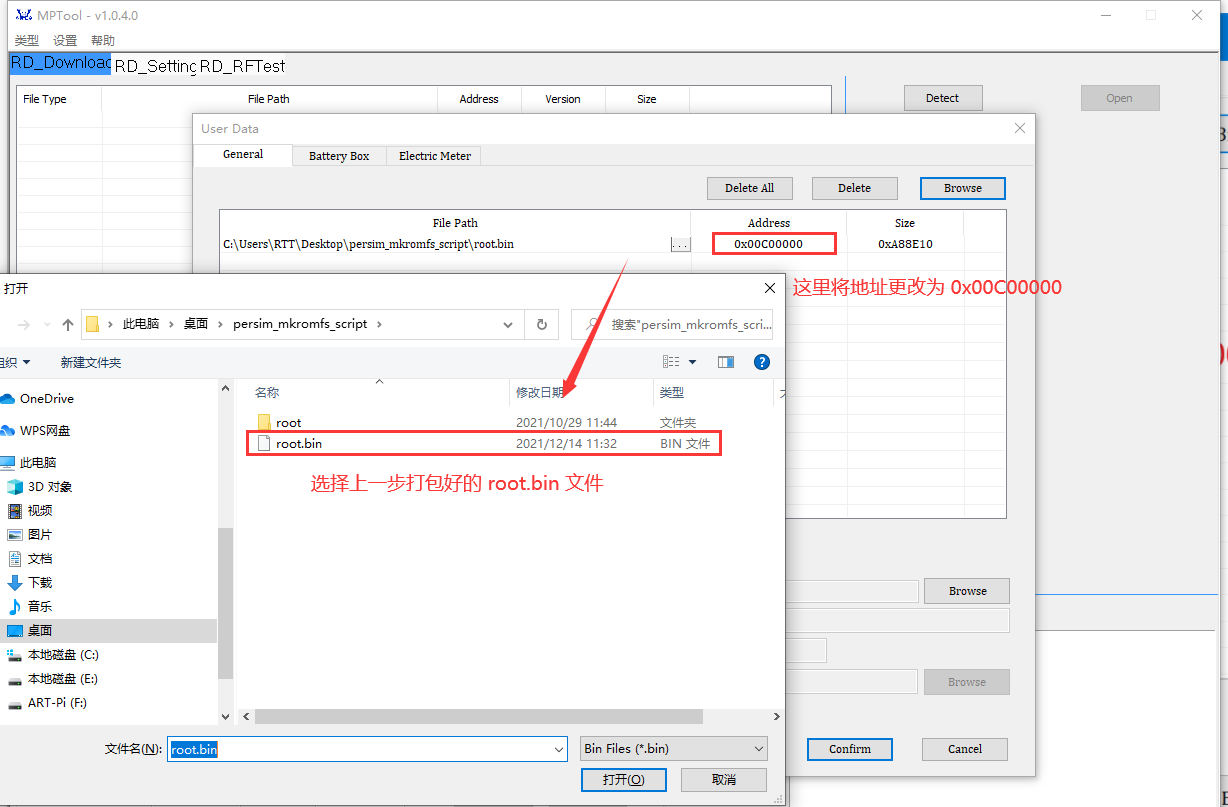 MPTool - v1.0.4.0
类型 设置 帮助
RD_Download RD_Setting RD_RFTest
File Type File Path Address Version Size
Detect Open
User Data
General Battery Box Electric Meter
Delete All Delete Browse
File Path Address Size
C:\Users\RTT\Desktop\persim_mkromfs_script\root.bin ... 0x00C00000 0xA88E10
这里将地址更改为 0x00C00000
打开
此电脑 › 桌面 › persim_mkromfs_script ›
搜索"persim_mkromfs_scri...
组织 新建文件夹
名称 修改日期 类型
root 2021/10/29 11:44 文件夹
root.bin 2021/12/14 11:32 BIN 文件
选择上一步打包好的 root.bin 文件
OneDrive
WPS网盘
此电脑
3D 对象
视频
图片
文档
下载
音乐
桌面
本地磁盘 (C:)
本地磁盘 (E:)
ART-Pi (F:)
文件名(N): root.bin
Bin Files (*.bin)
打开(O) 取消
Browse
Browse
Confirm Cancel